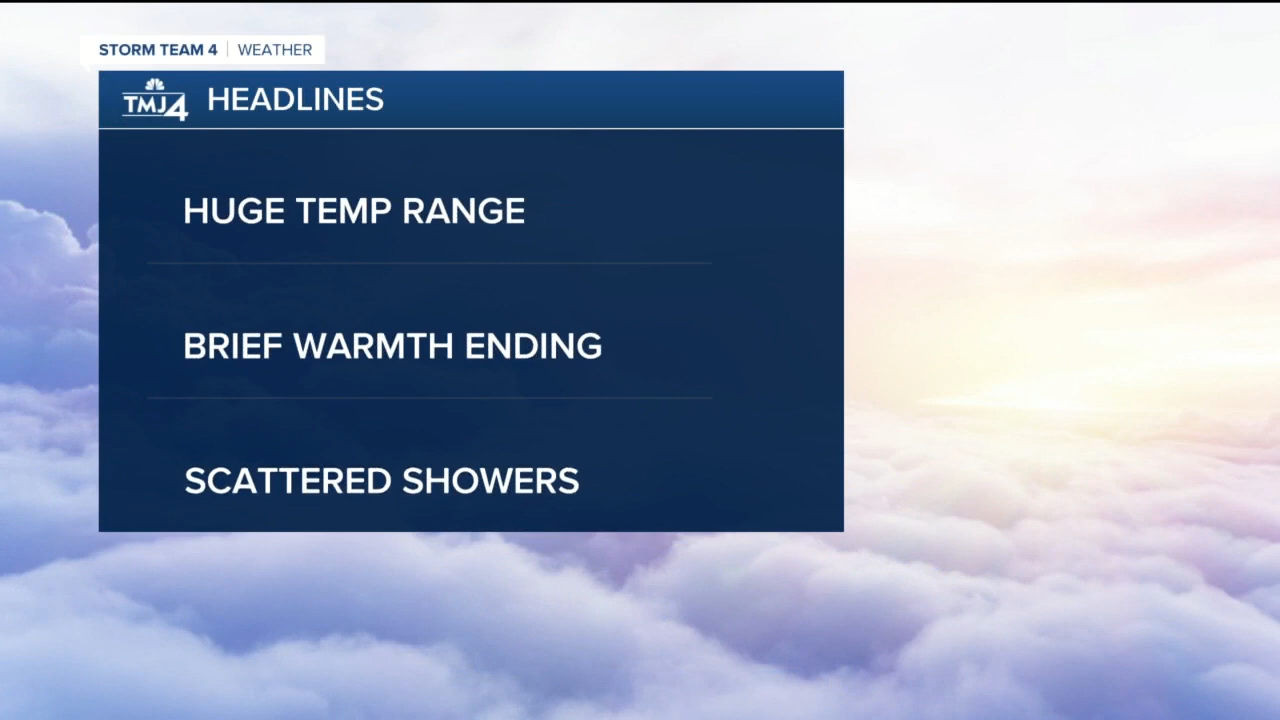 STORM TEAM 4 | WEATHER
TMJ4 HEADLINES
HUGE TEMP RANGE
BRIEF WARMTH ENDING
SCATTERED SHOWERS